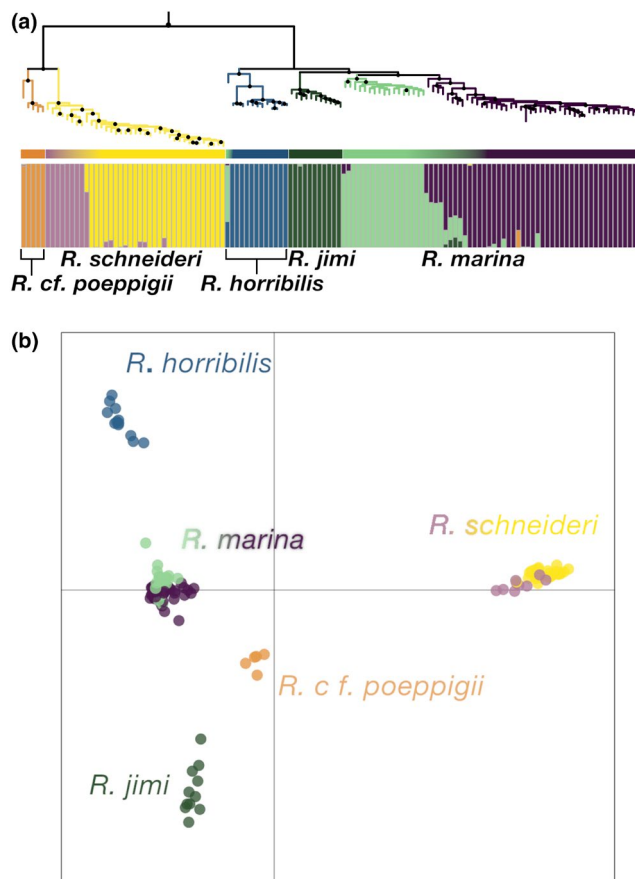 (a)
R. schneideri
R. jimi
R. marina
R. cf. poeppigii
R. horribilis
(b)
R. horribilis
R. marina
R. schneideri
R. c f. poeppigii
R. jimi